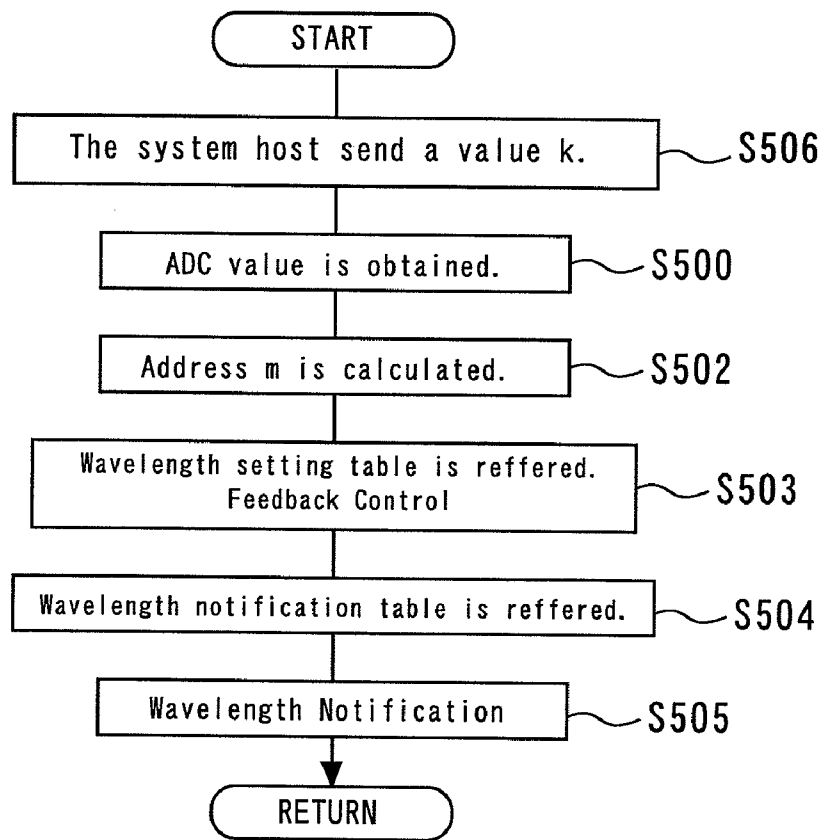 START
The system host send a value k.
S506
ADC value is obtained.
S500
Address m is calculated.
S502
Wavelength setting table is reffered.
Feedback Control
S503
Wavelength notification table is reffered.
S504
Wavelength Notification
S505
RETURN